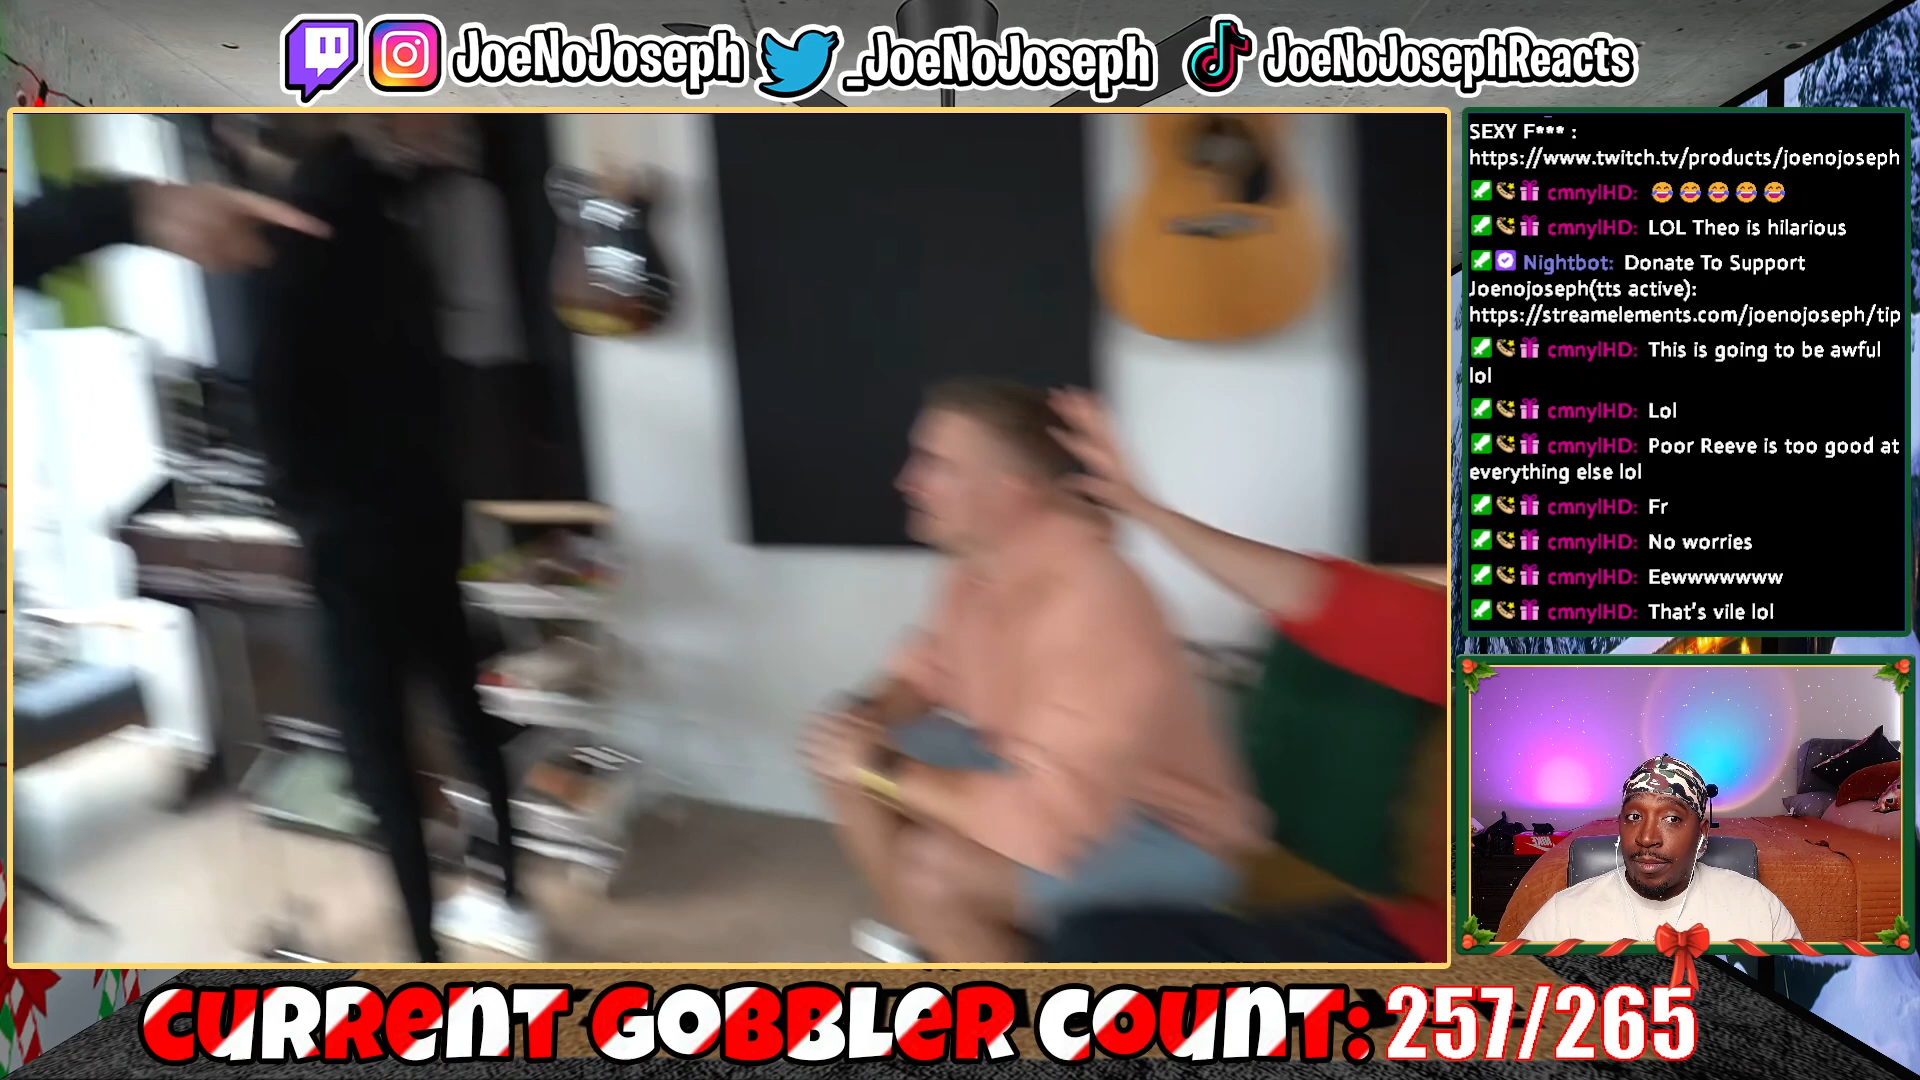 JoeNoJoseph _JoeNoJoseph JoeNoJosephReacts
SEXY F*** :
https://www.twitch.tv/products/joenojoseph
cmnylHD: 😂😂😂😂😂
cmnylHD: LOL Theo is hilarious
Nightbot: Donate To Support
Joenojoseph(tts active):
https://streamelements.com/joenojoseph/tip
cmnylHD: This is going to be awful
lol
cmnylHD: Lol
cmnylHD: Poor Reeve is too good at
everything else lol
cmnylHD: Fr
cmnylHD: No worries
cmnylHD: Eewwwwwww
cmnylHD: That's vile lol
CURRENT GOBBLER COUNT: 257/265